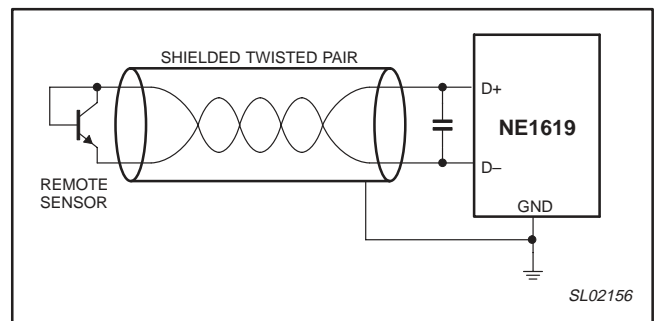 SHIELDED TWISTED PAIR
D+
NE1619
D–
REMOTE
SENSOR
GND
SL02156